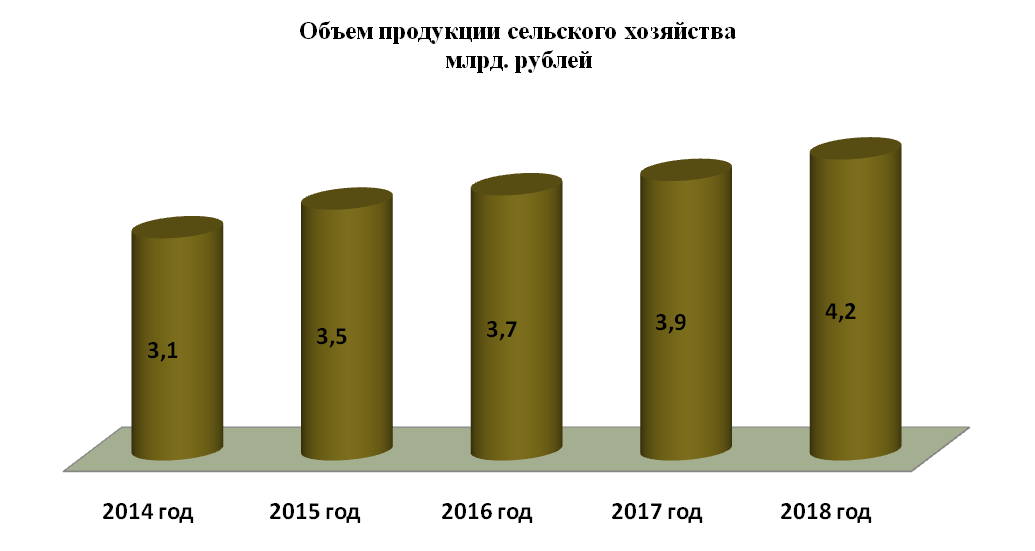 Объем продукции сельского хозяйства
млрд. рублей
3,1
3,5
3,7
3,9
4,2
2014 год
2015 год
2016 год
2017 год
2018 год